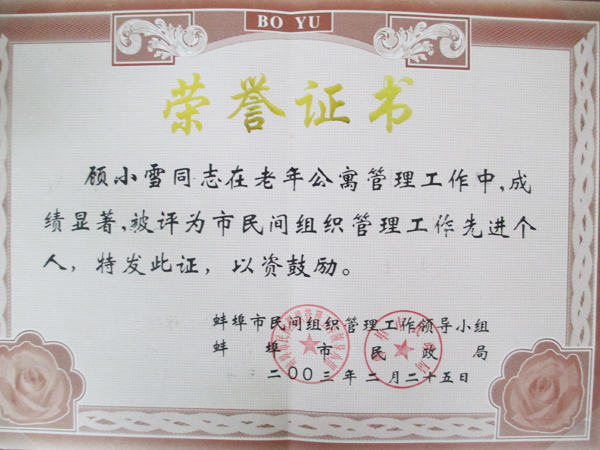 BO YU
荣誉证书
顾小雪同志在老年公寓管理工作中,成
绩显著,被评为市民间组织管理工作先进个
人，特发此证，以资鼓励。
蚌埠市民间组织管理工作领导小组
蚌埠市民政局
二〇〇三年二月二十五日